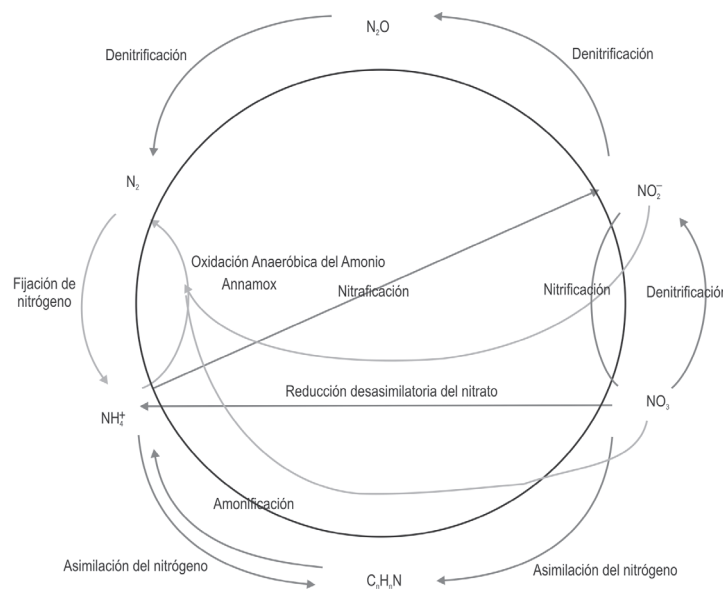 N₂O
Denitrificación
Denitrificación
N₂
NO₂⁻
Oxidación Anaeróbica del Amonio
Annamox
Fijación de
nitrógeno
Nitraficación
Nitrificación
Denitrificación
Reducción desasimilatoria del nitrato
NH₄⁺
NO₃
Amonificación
Asimilación del nitrógeno
CₙHₙN
Asimilación del nitrógeno